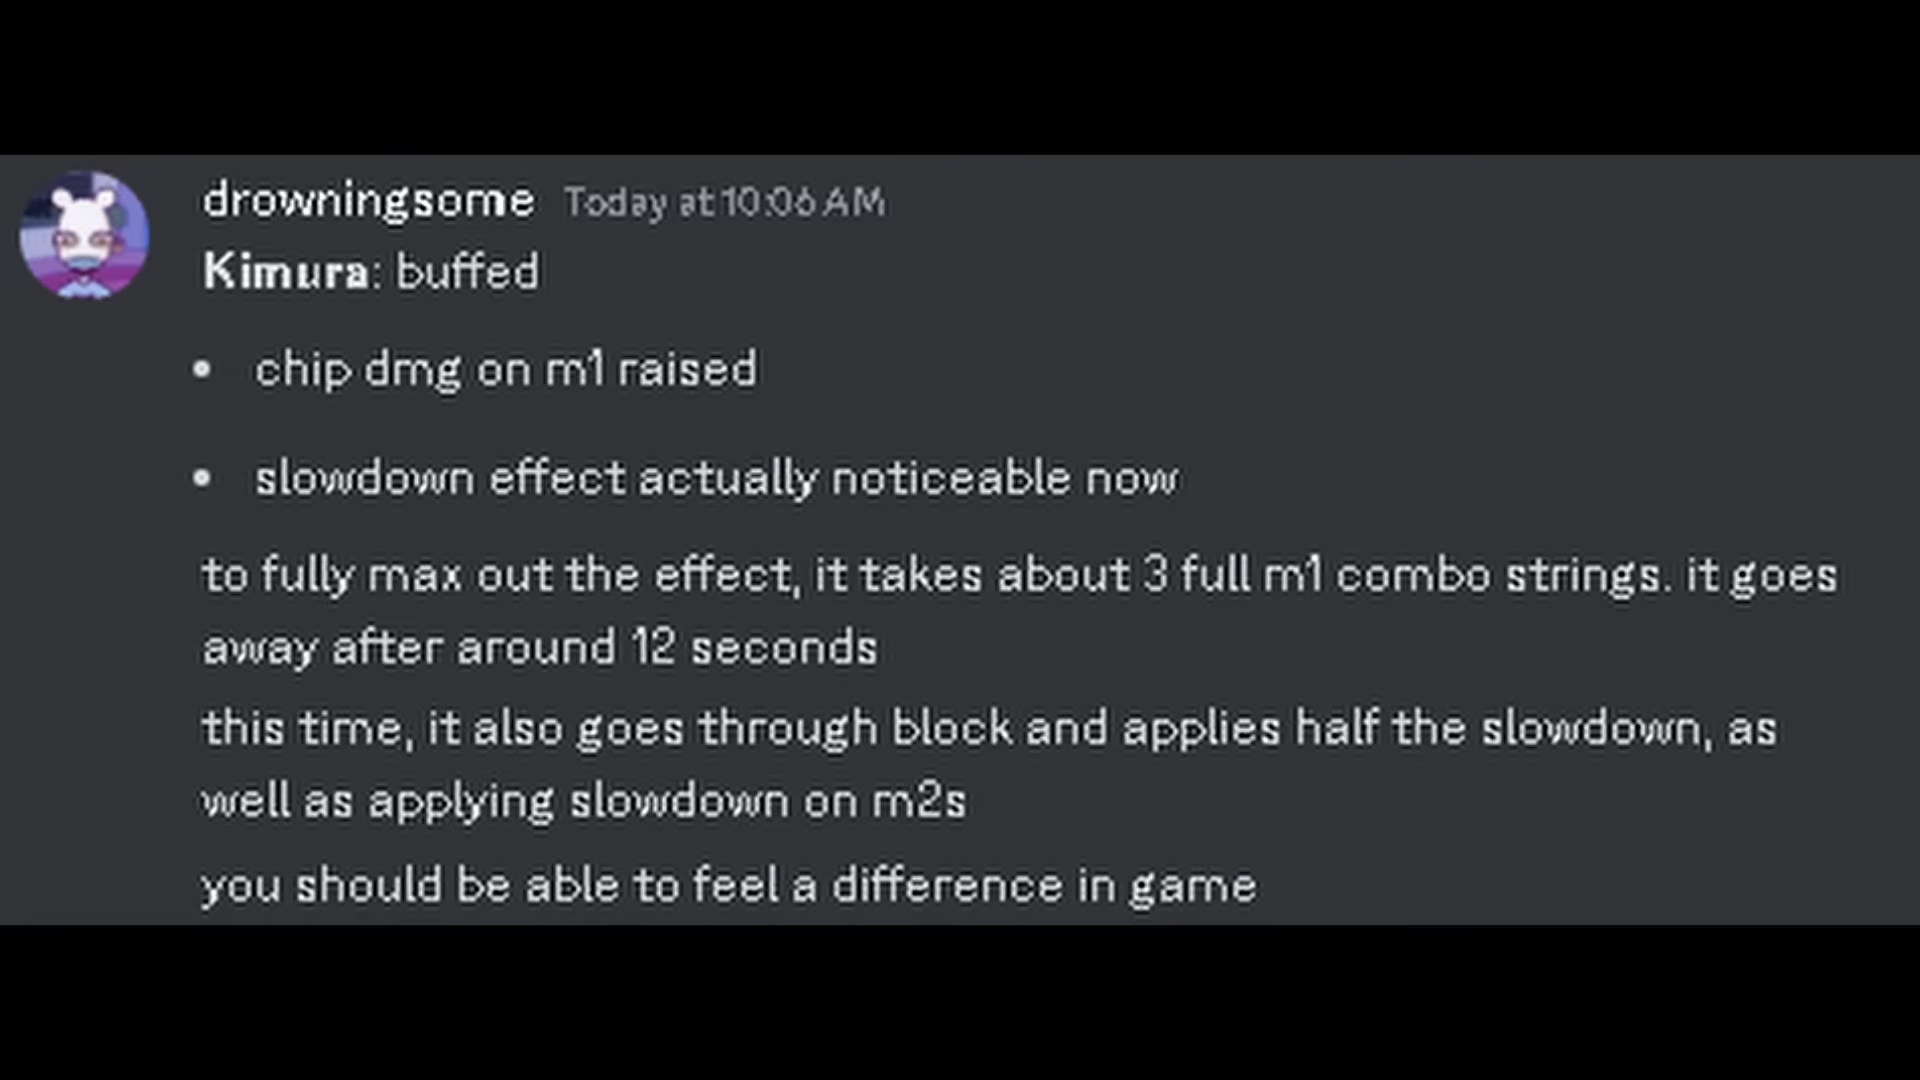 drowningsome Today at 10:06 AM
Kimura: buffed
• chip dmg on m1 raised
• slowdown effect actually noticeable now
to fully max out the effect, it takes about 3 full m1 combo strings. it goes
away after around 12 seconds
this time, it also goes through block and applies half the slowdown, as
well as applying slowdown on m2s
you should be able to feel a difference in game